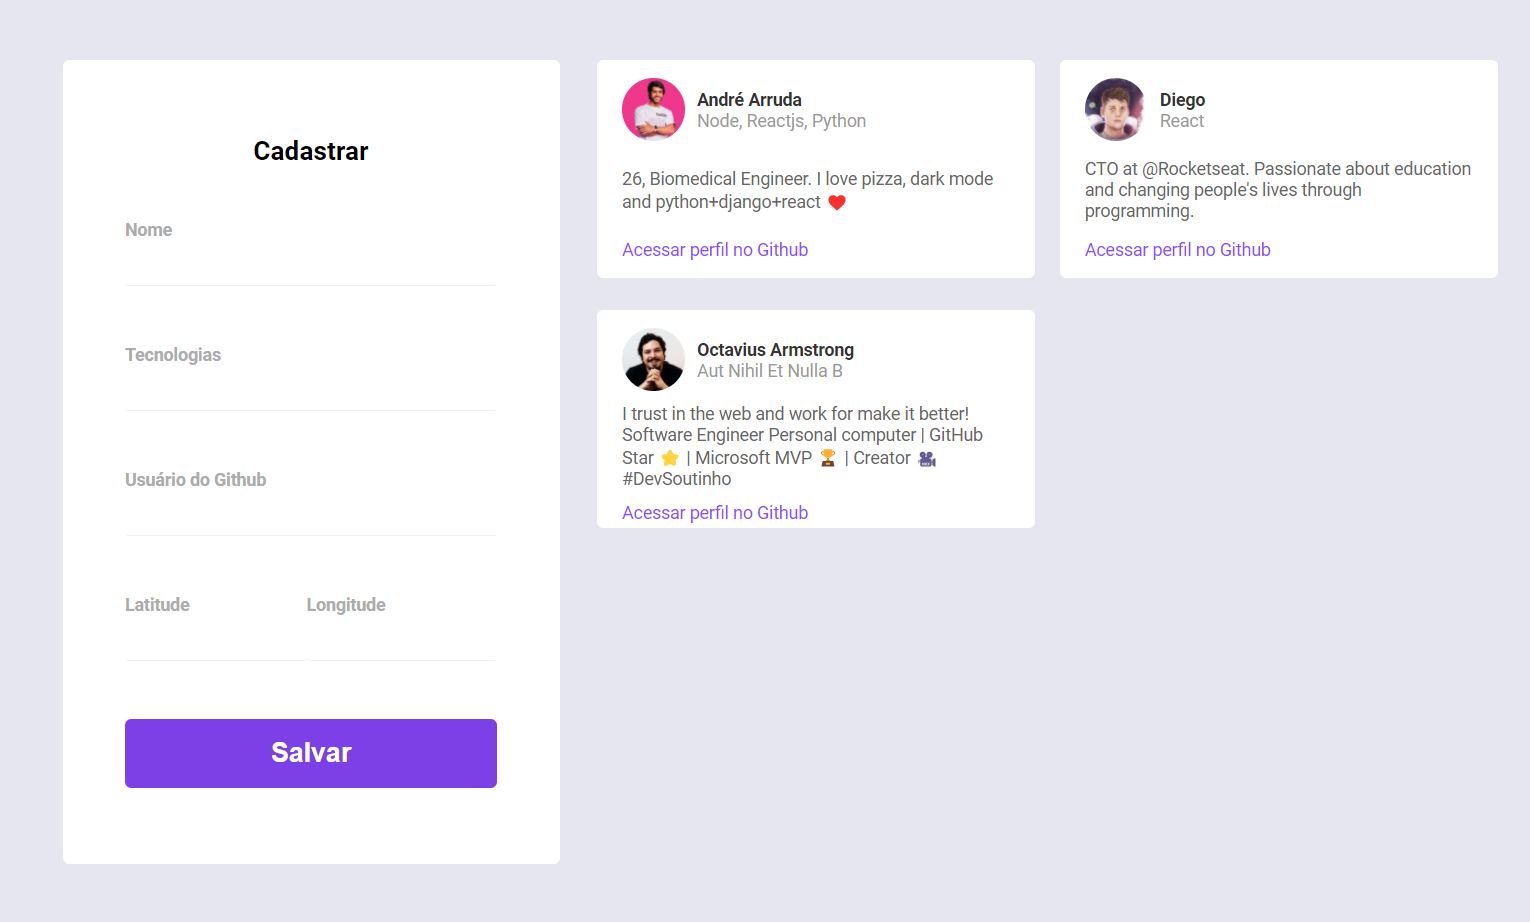 Cadastrar
Nome
Tecnologias
Usuário do Github
Latitude Longitude
Salvar
André Arruda
Node, Reactjs, Python
26, Biomedical Engineer. I love pizza, dark mode
and python+django+react ❤️
Acessar perfil no Github
Diego
React
CTO at @Rocketseat. Passionate about education
and changing people's lives through
programming.
Acessar perfil no Github
Octavius Armstrong
Aut Nihil Et Nulla B
I trust in the web and work for make it better!
Software Engineer Personal computer | GitHub
Star ⭐ | Microsoft MVP 🏆 | Creator 🎥
#DevSoutinho
Acessar perfil no Github